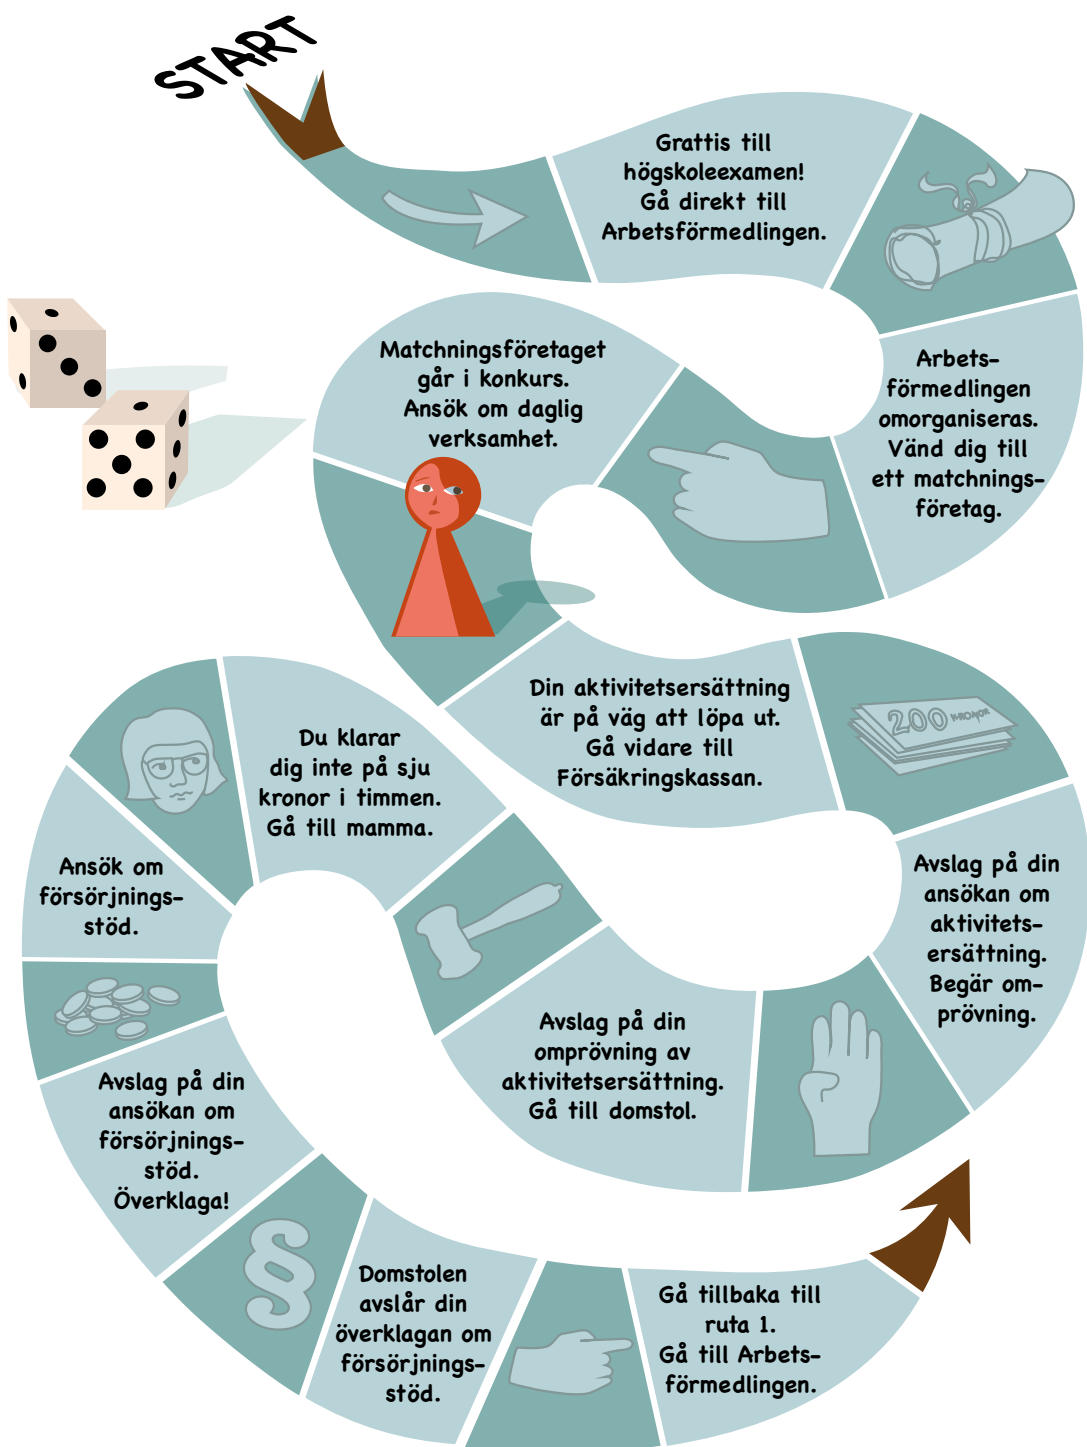 START
Grattis till
högskoleexamen!
Gå direkt till
Arbetsförmedlingen.
Arbets-
förmedlingen
omorganiseras.
Vänd dig till
ett matchnings-
företag.
Matchningsföretaget
går i konkurs.
Ansök om daglig
verksamhet.
Din aktivitetsersättning
är på väg att löpa ut.
Gå vidare till
Försäkringskassan.
200 KRONOR
Avslag på din
ansökan om
aktivitets-
ersättning.
Begär om-
prövning.
Avslag på din
omprövning av
aktivitetsersättning.
Gå till domstol.
Du klarar
dig inte på sju
kronor i timmen.
Gå till mamma.
Ansök om
försörjnings-
stöd.
Avslag på din
ansökan om
försörjnings-
stöd.
Överklaga!
§
Domstolen
avslår din
överklagan om
försörjnings-
stöd.
Gå tillbaka till
ruta 1.
Gå till Arbets-
förmedlingen.